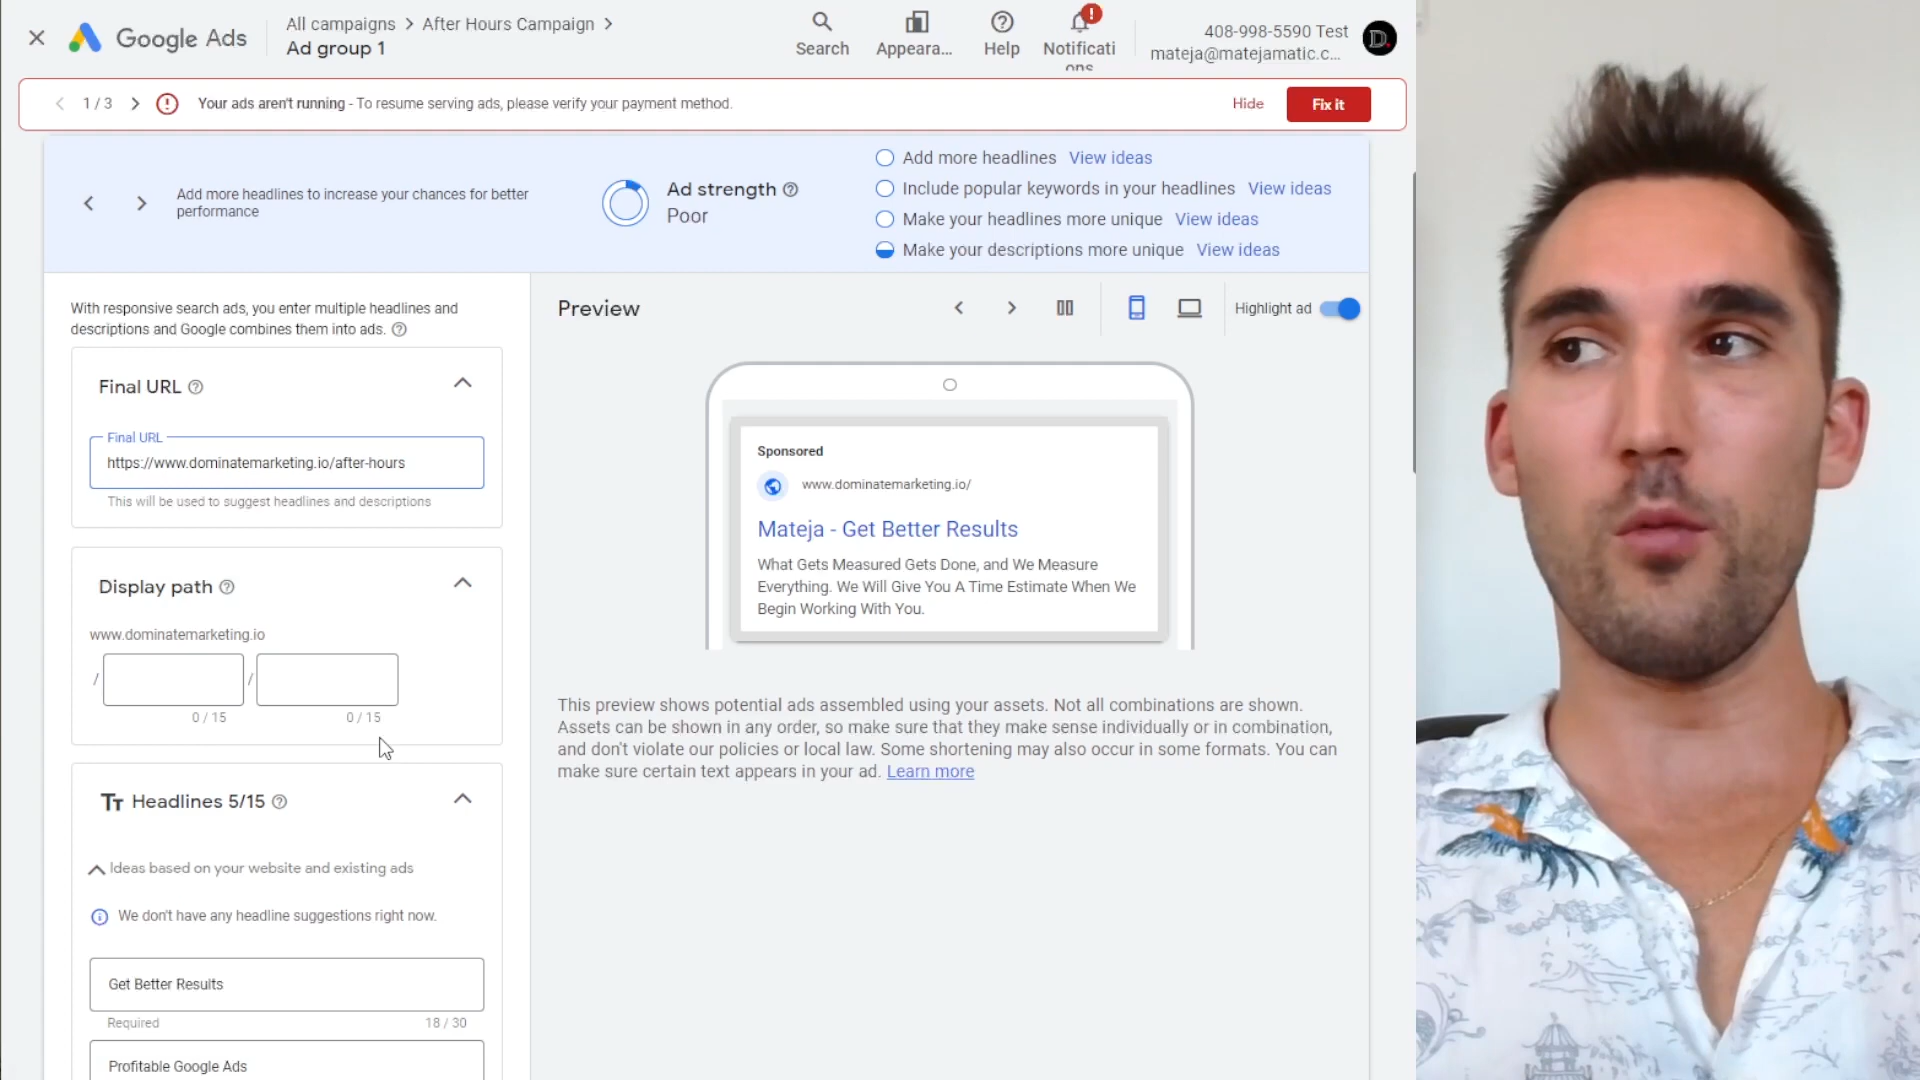 Google Ads
All campaigns > After Hours Campaign >
Ad group 1
Search
Appeara...
Help
Notificati
ons
!
408-998-5590 Test
mateja@matejamatic.c...
D.
1 / 3
Your ads aren't running - To resume serving ads, please verify your payment method.
Hide
Fix it
Add more headlines to increase your chances for better
performance
Ad strength
Poor
Add more headlines View ideas
Include popular keywords in your headlines View ideas
Make your headlines more unique View ideas
Make your descriptions more unique View ideas
With responsive search ads, you enter multiple headlines and
descriptions and Google combines them into ads.
Final URL
Final URL
https://www.dominatemarketing.io/after-hours
This will be used to suggest headlines and descriptions
Display path
www.dominatemarketing.io
/ /
0 / 15 0 / 15
Tт Headlines 5/15
Ideas based on your website and existing ads
We don't have any headline suggestions right now.
Get Better Results
Required 18 / 30
Profitable Google Ads
Preview
Highlight ad
Sponsored
www.dominatemarketing.io/
Mateja - Get Better Results
What Gets Measured Gets Done, and We Measure
Everything. We Will Give You A Time Estimate When We
Begin Working With You.
This preview shows potential ads assembled using your assets. Not all combinations are shown.
Assets can be shown in any order, so make sure that they make sense individually or in combination,
and don't violate our policies or local law. Some shortening may also occur in some formats. You can
make sure certain text appears in your ad. Learn more